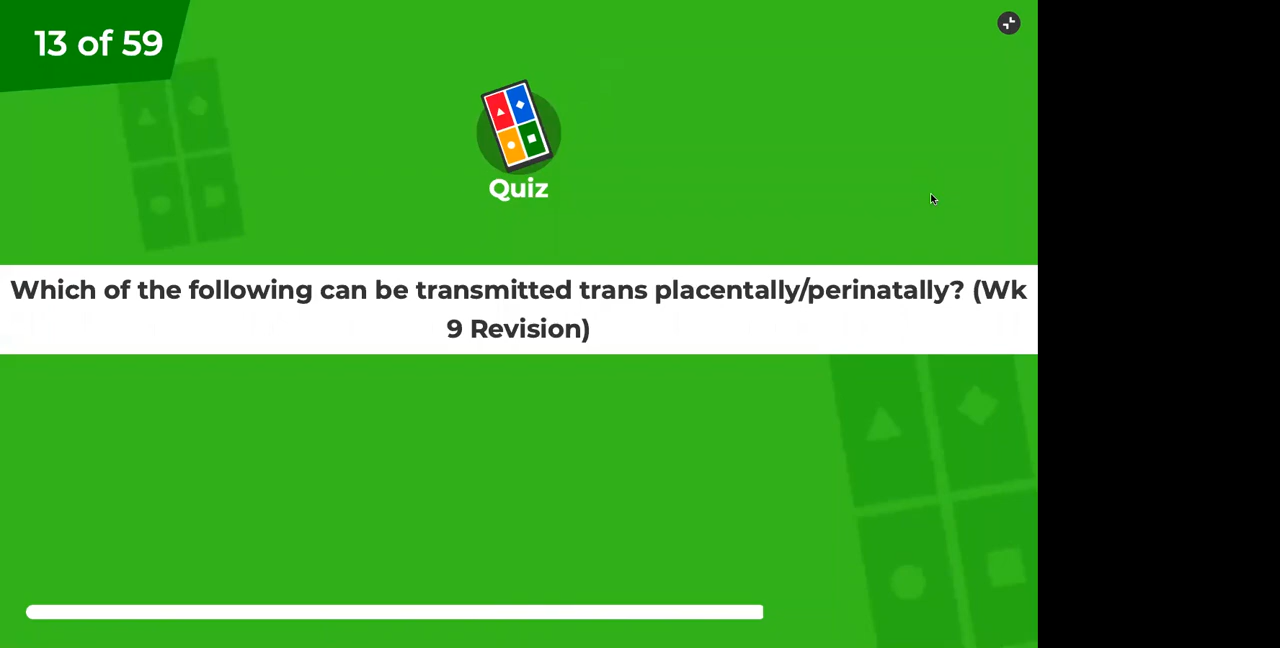 13 of 59
Quiz
Which of the following can be transmitted trans placentally/perinatally? (Wk
9 Revision)